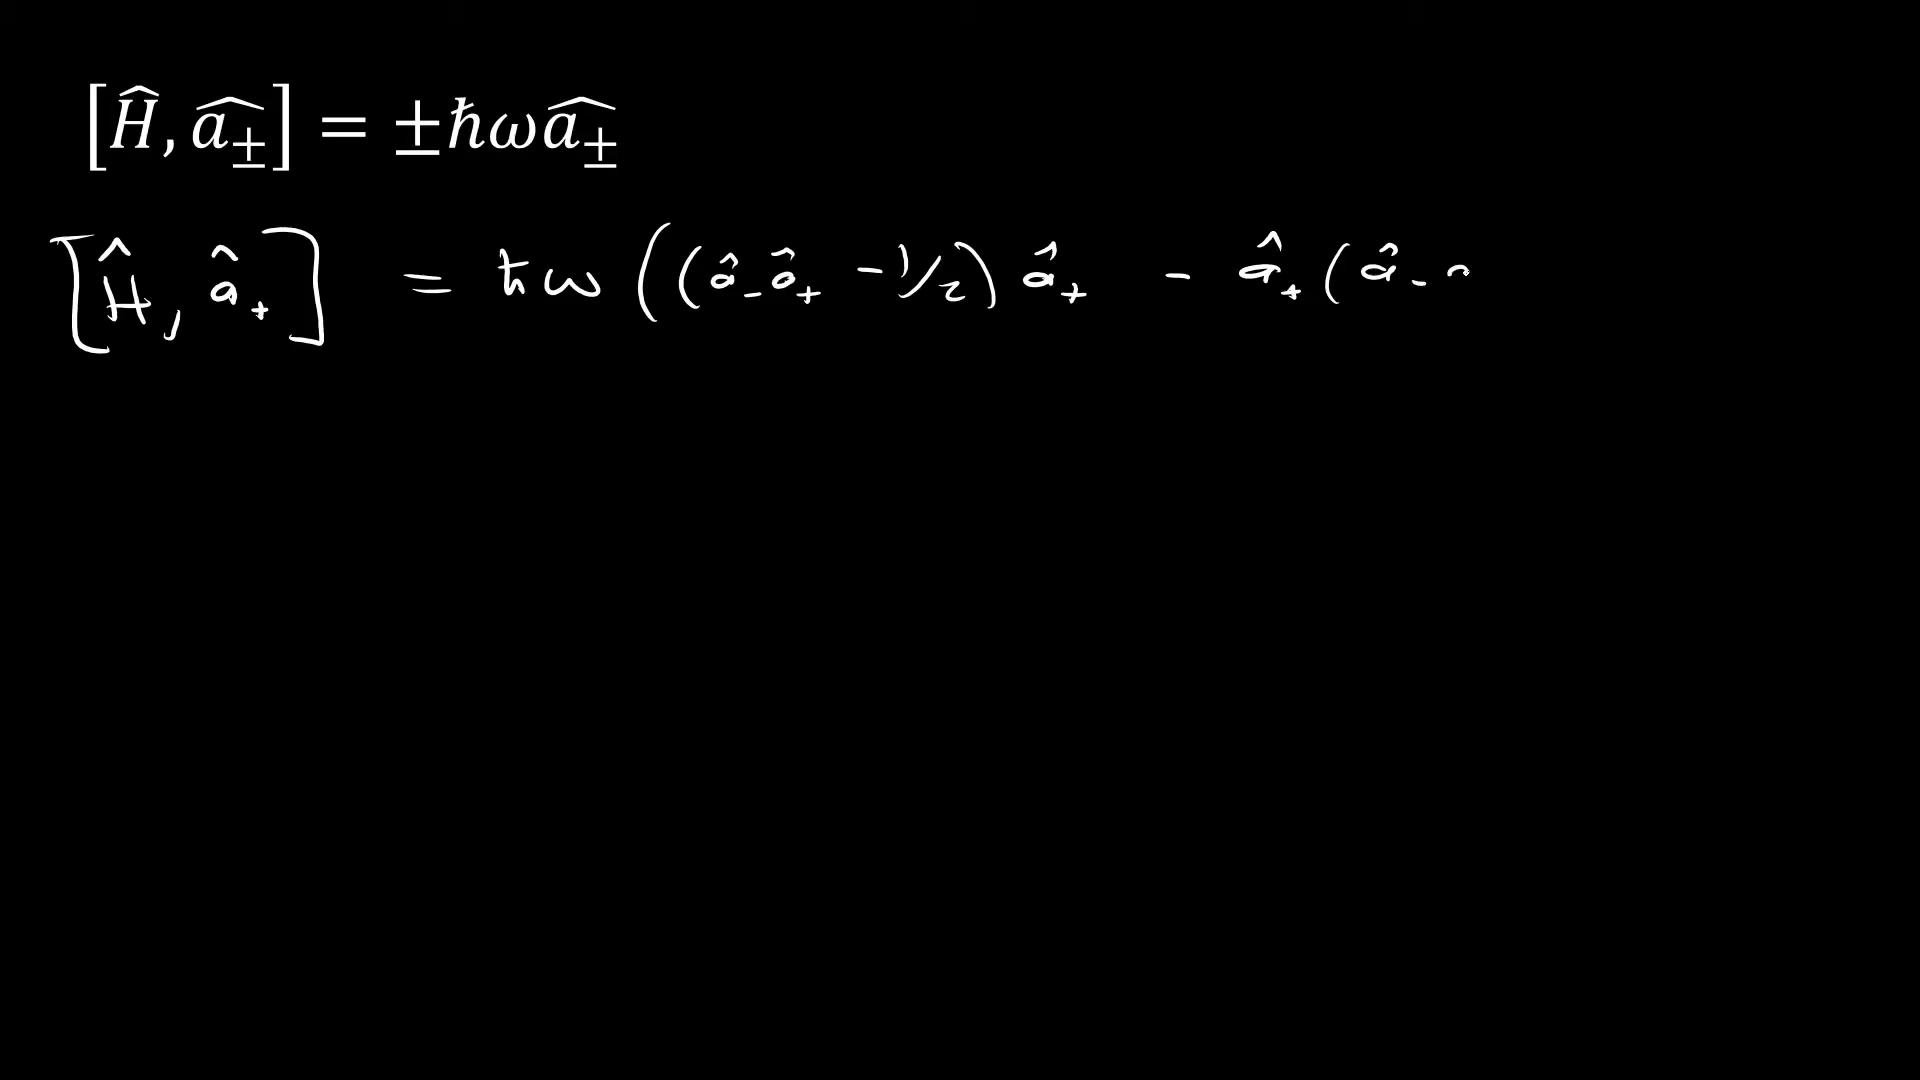 [Ĥ, â±] = ±ħωâ±
[Ĥ, â₊] = ħω((â₋â₊ - 1/2)â₊ - â₊(â₋